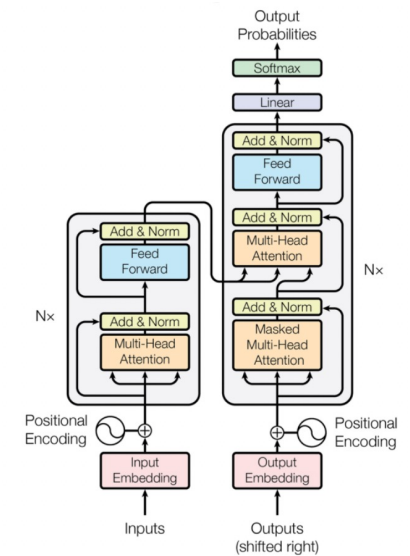 Output
Probabilities
Softmax
Linear
Add & Norm
Feed
Forward
Add & Norm
Multi-Head
Attention
Add & Norm
Masked
Multi-Head
Attention
Nx
Add & Norm
Feed
Forward
Add & Norm
Multi-Head
Attention
Nx
Positional
Encoding
Positional
Encoding
Input
Embedding
Output
Embedding
Inputs
Outputs
(shifted right)